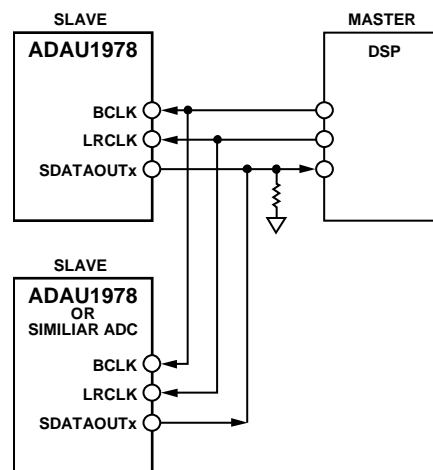 SLAVE
ADAU1978
BCLK
LRCLK
SDATAOUTx
MASTER
DSP
SLAVE
ADAU1978
OR
SIMILIAR ADC
BCLK
LRCLK
SDATAOUTx